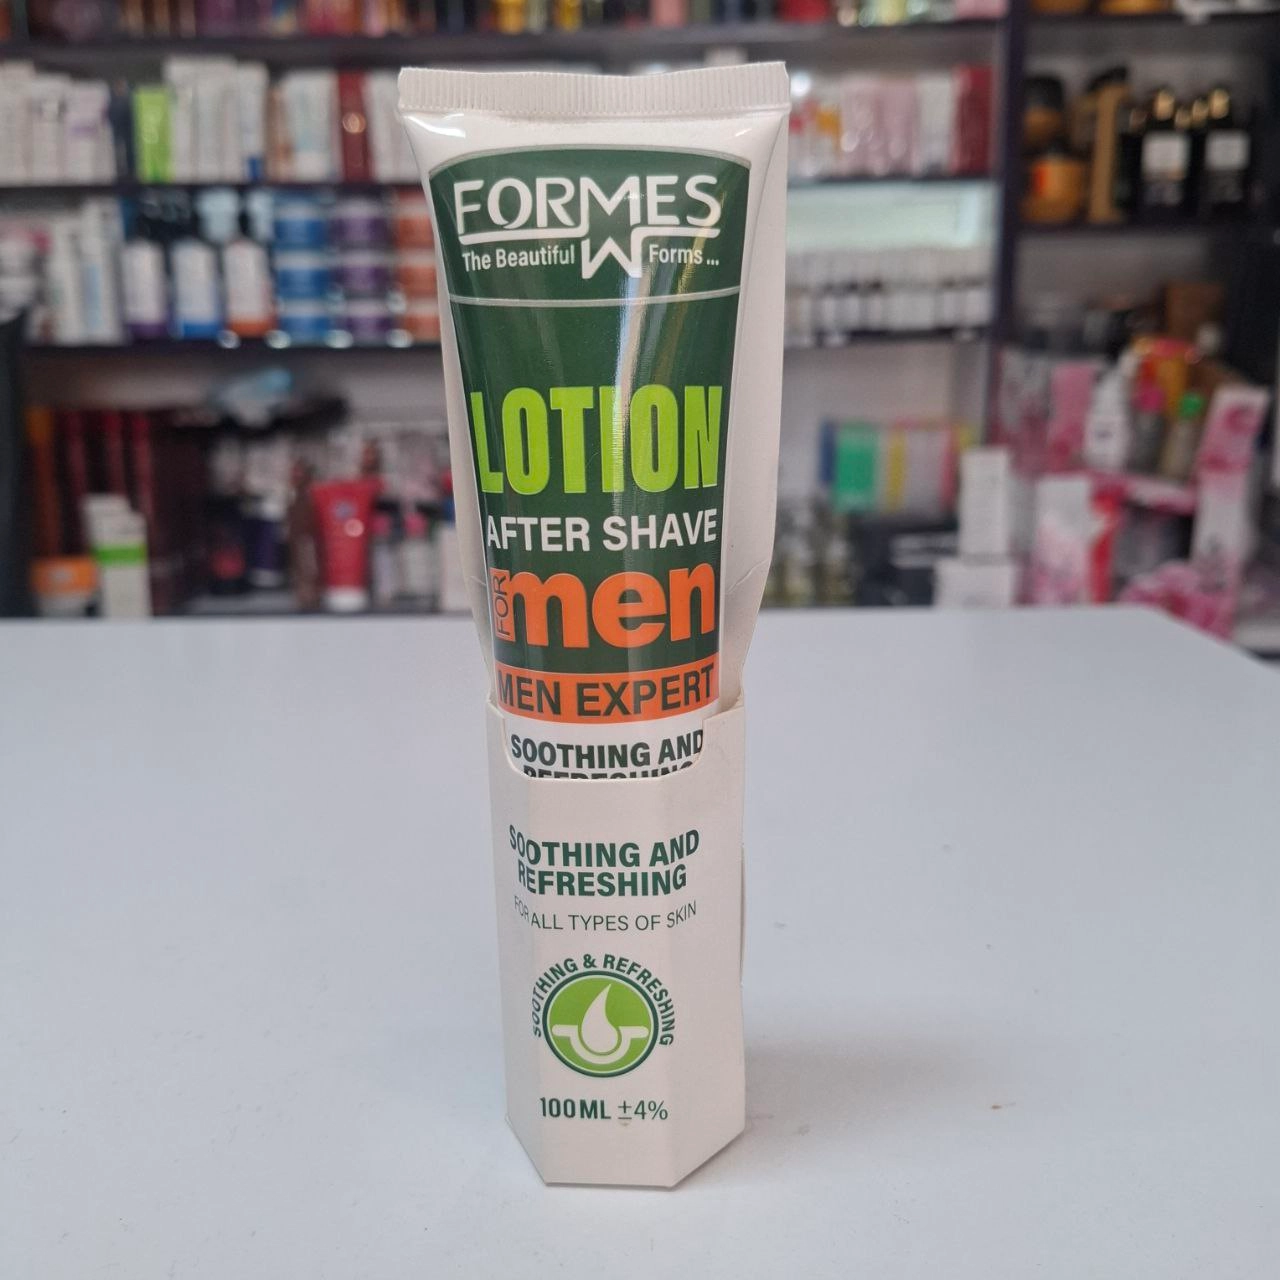 FORMES
The Beautiful Forms...
LOTION
AFTER SHAVE
FOR men
MEN EXPERT
SOOTHING AND
REFRESHING
SOOTHING AND
REFRESHING
FOR ALL TYPES OF SKIN
SOOTHING & REFRESHING
100ML ±4%